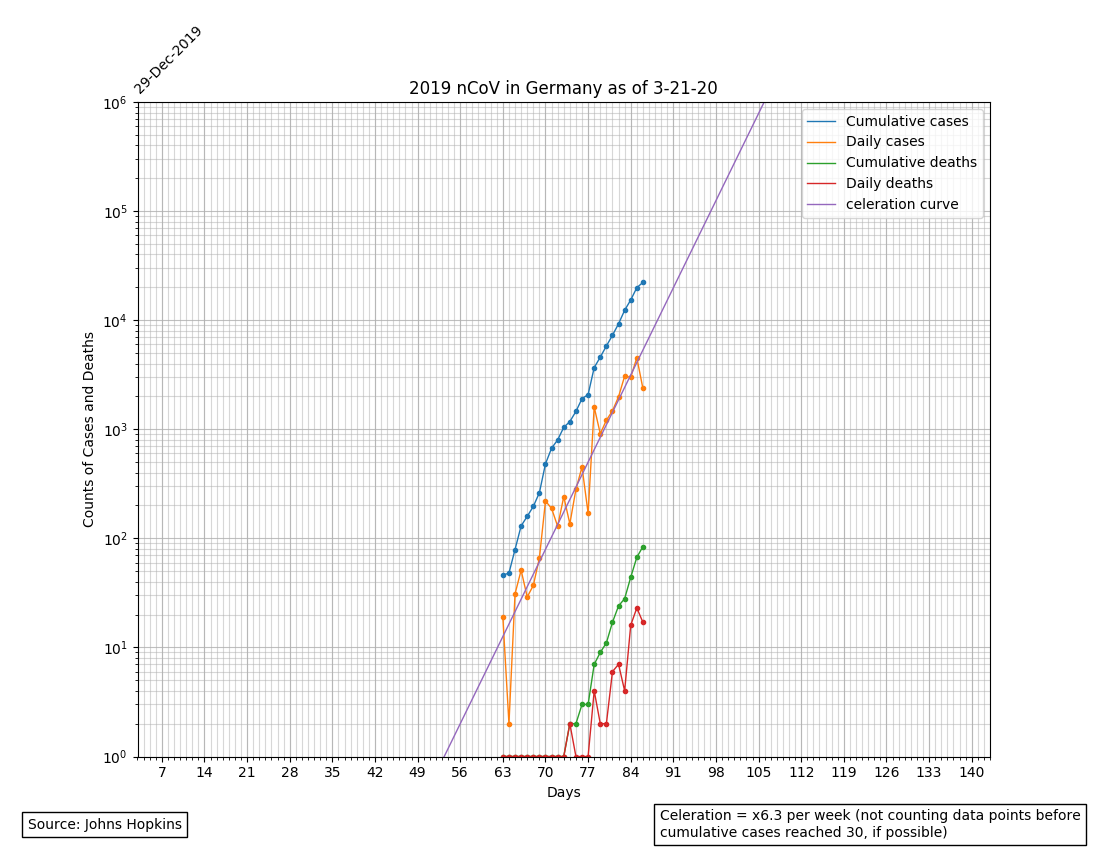 29-Dec-2019
2019 nCoV in Germany as of 3-21-20
10^6
10^5
10^4
10^3
10^2
10^1
10^0
Counts of Cases and Deaths
Cumulative cases
Daily cases
Cumulative deaths
Daily deaths
celeration curve
7 14 21 28 35 42 49 56 63 70 77 84 91 98 105 112 119 126 133 140
Days
Source: Johns Hopkins
Celeration = x6.3 per week (not counting data points before
cumulative cases reached 30, if possible)